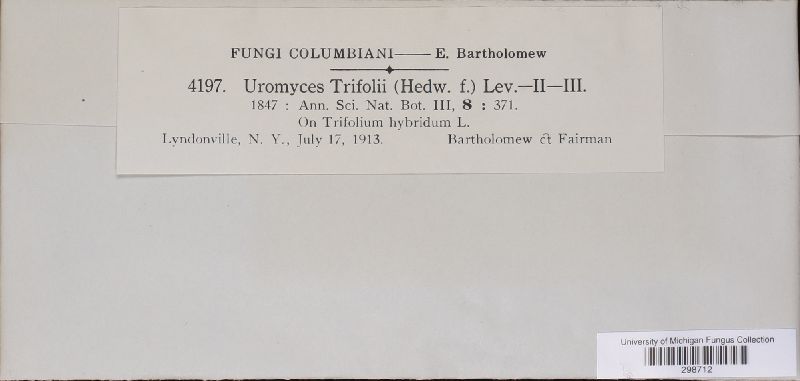 FUNGI COLUMBIANI—— E. Bartholomew
4197. Uromyces Trifolii (Hedw. f.) Lev.—II—III.
1847 : Ann. Sci. Nat. Bot. III, 8 : 371.
On Trifolium hybridum L.
Lyndonville, N. Y., July 17, 1913. Bartholomew et Fairman
University of Michigan Fungus Collection
298712